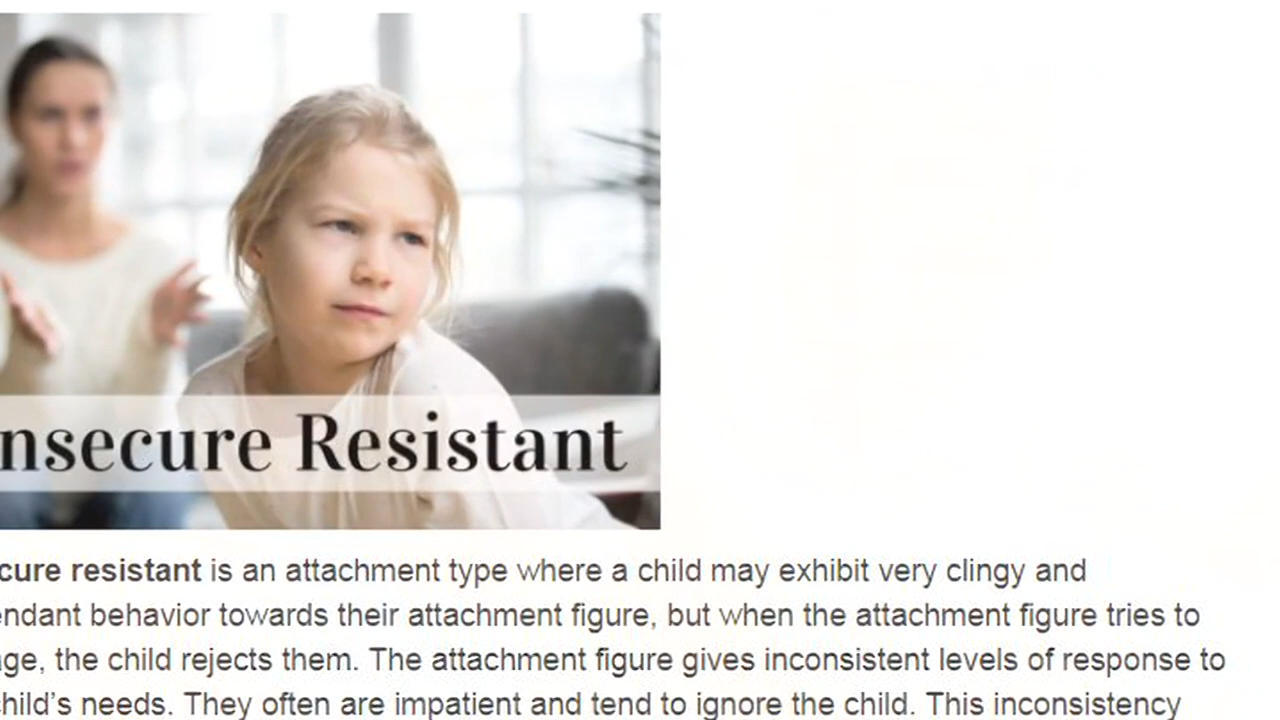 nsecure Resistant
cure resistant is an attachment type where a child may exhibit very clingy and
endant behavior towards their attachment figure, but when the attachment figure tries to
age, the child rejects them. The attachment figure gives inconsistent levels of response to
child's needs. They often are impatient and tend to ignore the child. This inconsistency